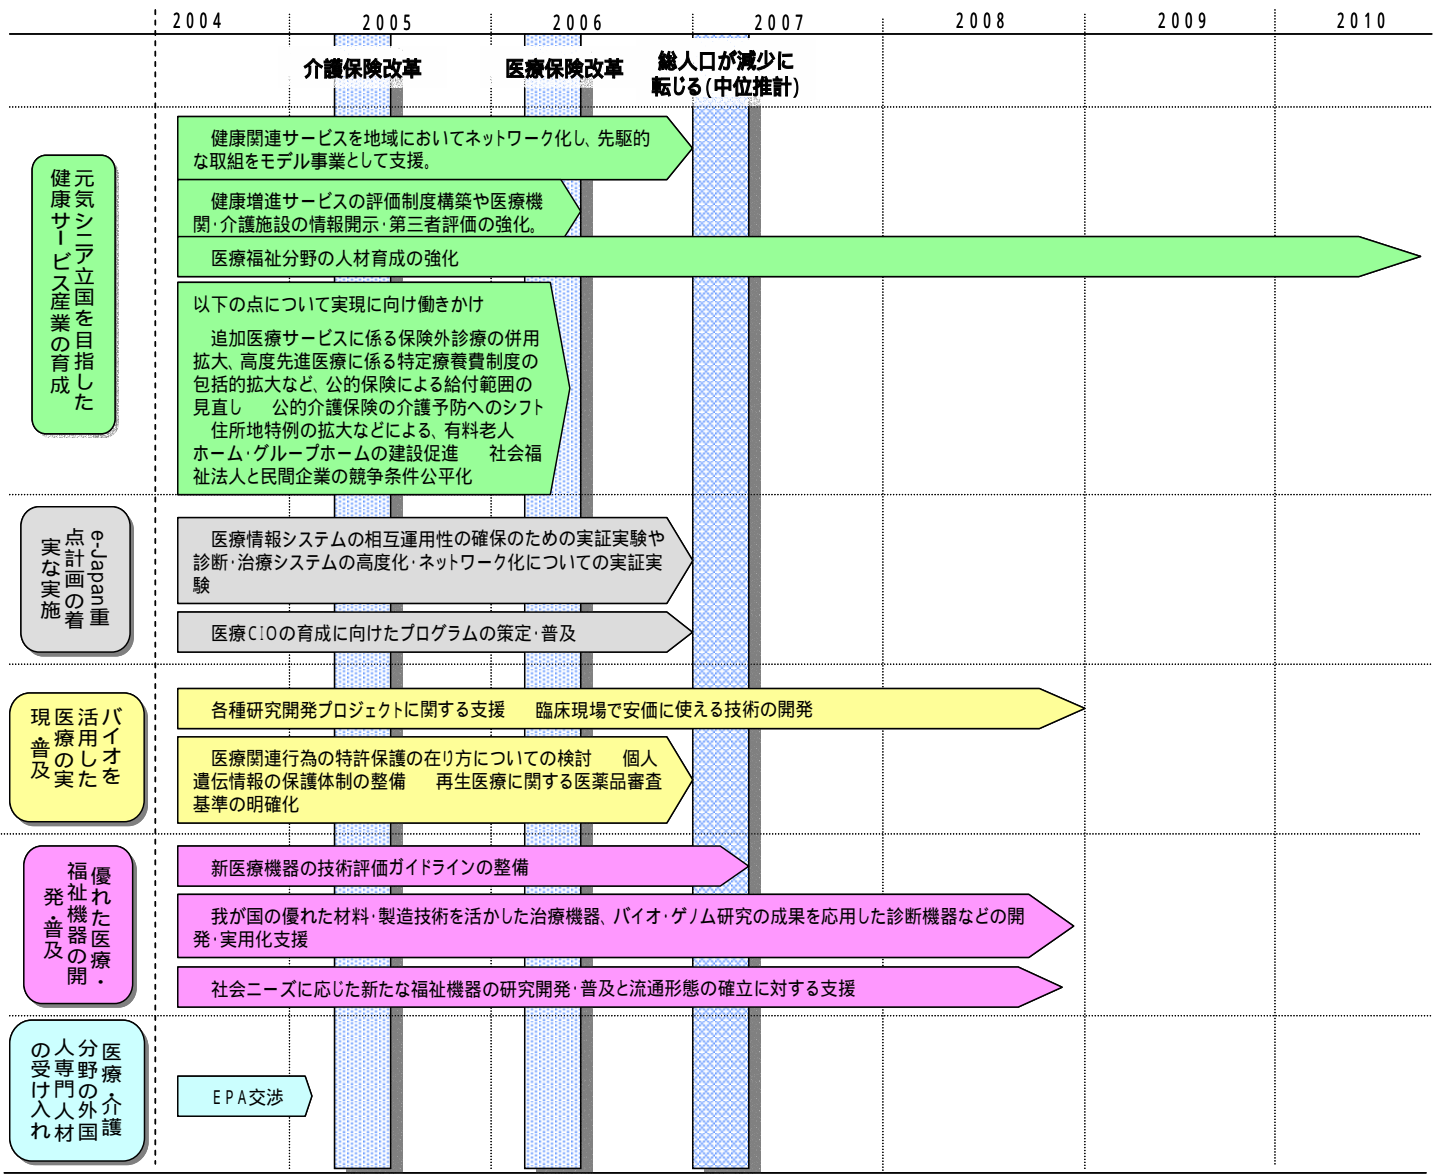 2004 2005 2006 2007 2008 2009 2010
介護保険改革
医療保険改革
総人口が減少に
転じる(中位推計)
元気シニア立国を目指した
健康サービス産業の育成
健康関連サービスを地域においてネットワーク化し、先駆的
な取組をモデル事業として支援。
健康増進サービスの評価制度構築や医療機
関・介護施設の情報開示・第三者評価の強化。
医療福祉分野の人材育成の強化
以下の点について実現に向け働きかけ
追加医療サービスに係る保険外診療の併用
拡大、高度先進医療に係る特定療養費制度の
包括的拡大など、公的保険による給付範囲の
見直し　公的介護保険の介護予防へのシフト
住所地特例の拡大などによる、有料老人
ホーム・グループホームの建設促進　社会福
祉法人と民間企業の競争条件公平化
e-Japan重
点計画の着
実な実施
医療情報システムの相互運用性の確保のための実証実験や
診断・治療システムの高度化・ネットワーク化についての実証実
験
医療CIOの育成に向けたプログラムの策定・普及
バイオを
活用した
医療の実
現・普及
各種研究開発プロジェクトに関する支援　臨床現場で安価に使える技術の開発
医療関連行為の特許保護の在り方についての検討　個人
遺伝情報の保護体制の整備　再生医療に関する医薬品審査
基準の明確化
優れた医療・
福祉機器の開
発・普及
新医療機器の技術評価ガイドラインの整備
我が国の優れた材料・製造技術を活かした治療機器、バイオ・ゲノム研究の成果を応用した診断機器などの開
発・実用化支援
社会ニーズに応じた新たな福祉機器の研究開発・普及と流通形態の確立に対する支援
医療・介護
分野の外国
人専門人材
の受け入れ
EPA交渉